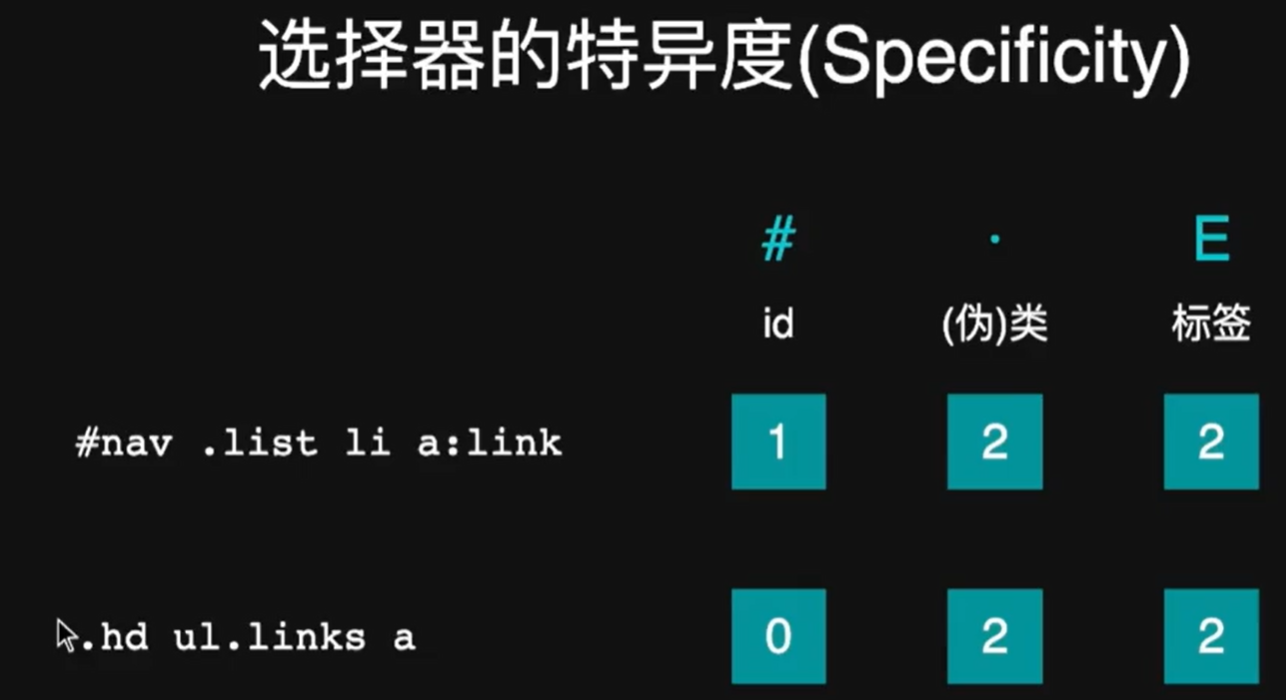 选择器的特异度(Specificity)
# · E
id (伪)类 标签
#nav .list li a:link 1 2 2
.hd ul.links a 0 2 2